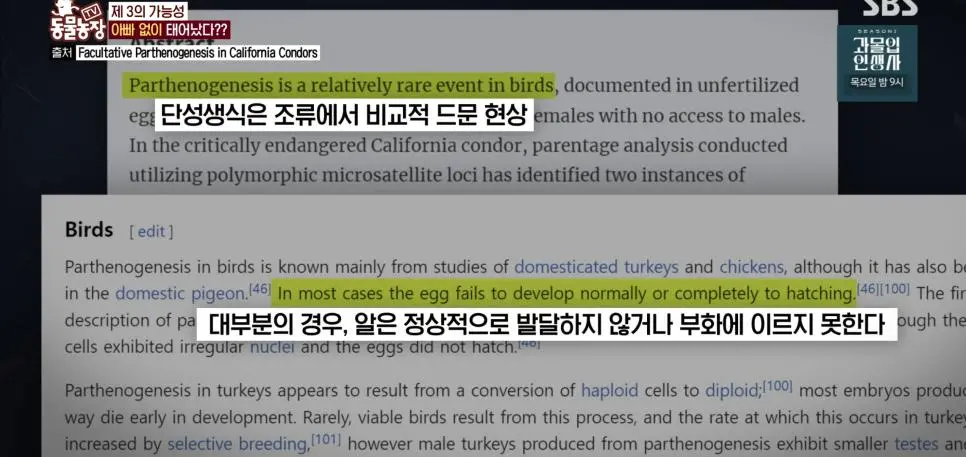 동물농장 TV
제 3의 가능성
아빠 없이 태어났다??
출처 Facultative Parthenogenesis in California Condors
SBS
SEASON2
과몰입
인생사
목요일 밤 9시
Abstract
Parthenogenesis is a relatively rare event in birds, documented in unfertilized
단성생식은 조류에서 비교적 드문 현상
emales with no access to males.
In the critically endangered California condor, parentage analysis conducted
utilizing polymorphic microsatellite loci has identified two instances of
Birds [ edit ]
Parthenogenesis in birds is known mainly from studies of domesticated turkeys and chickens, although it has also be
in the domestic pigeon.[46] In most cases the egg fails to develop normally or completely to hatching.[46][100] The fir
description of pa
대부분의 경우, 알은 정상적으로 발달하지 않거나 부화에 이르지 못한다
ough the
cells exhibited irregular nuclei and the eggs did not hatch.[46]
Parthenogenesis in turkeys appears to result from a conversion of haploid cells to diploid;[100] most embryos produc
way die early in development. Rarely, viable birds result from this process, and the rate at which this occurs in turkey
increased by selective breeding,[101] however male turkeys produced from parthenogenesis exhibit smaller testes and